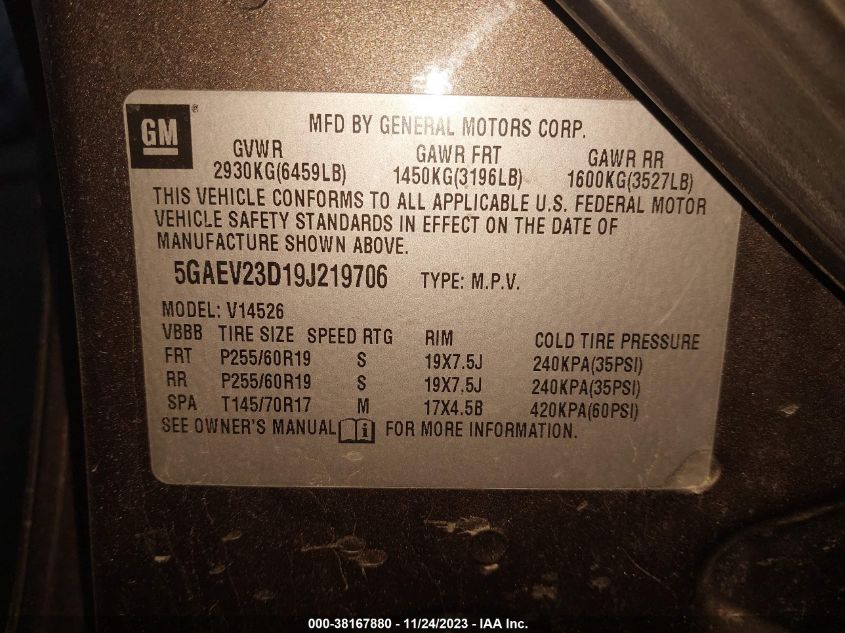 GM ®
MFD BY GENERAL MOTORS CORP.
GVWR GAWR FRT GAWR RR
2930KG(6459LB) 1450KG(3196LB) 1600KG(3527LB)
THIS VEHICLE CONFORMS TO ALL APPLICABLE U.S. FEDERAL MOTOR
VEHICLE SAFETY STANDARDS IN EFFECT ON THE DATE OF
MANUFACTURE SHOWN ABOVE.
5GAEV23D19J219706 TYPE: M.P.V.
MODEL: V14526
VBBB TIRE SIZE SPEED RTG RIM COLD TIRE PRESSURE
FRT P255/60R19 S 19X7.5J 240KPA(35PSI)
RR P255/60R19 S 19X7.5J 240KPA(35PSI)
SPA T145/70R17 M 17X4.5B 420KPA(60PSI)
SEE OWNER'S MANUAL i FOR MORE INFORMATION.
000-38167880 - 11/24/2023 - IAA Inc.